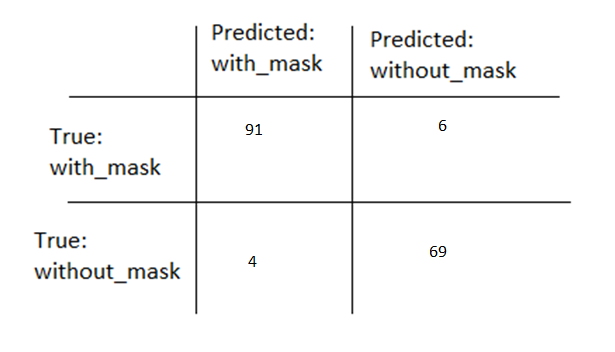 Predicted:
with_mask
Predicted:
without_mask
True:
with_mask
91
6
True:
without_mask
4
69